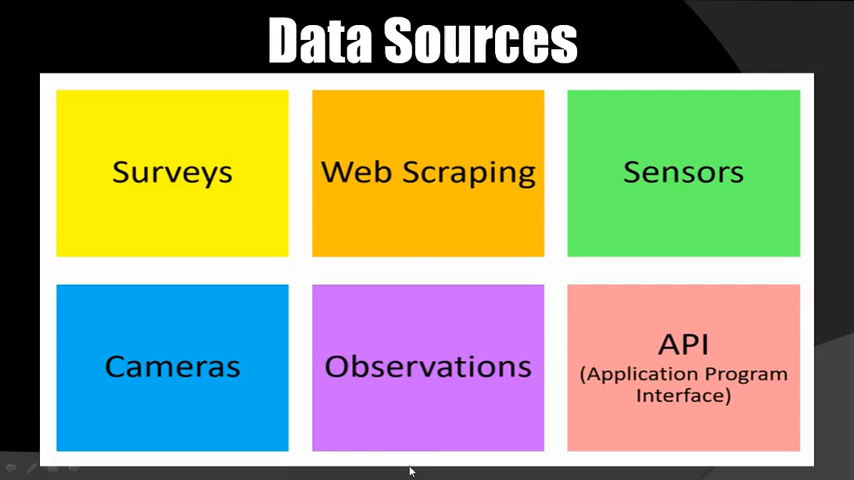 Data Sources
Surveys
Web Scraping
Sensors
Cameras
Observations
API
(Application Program
Interface)